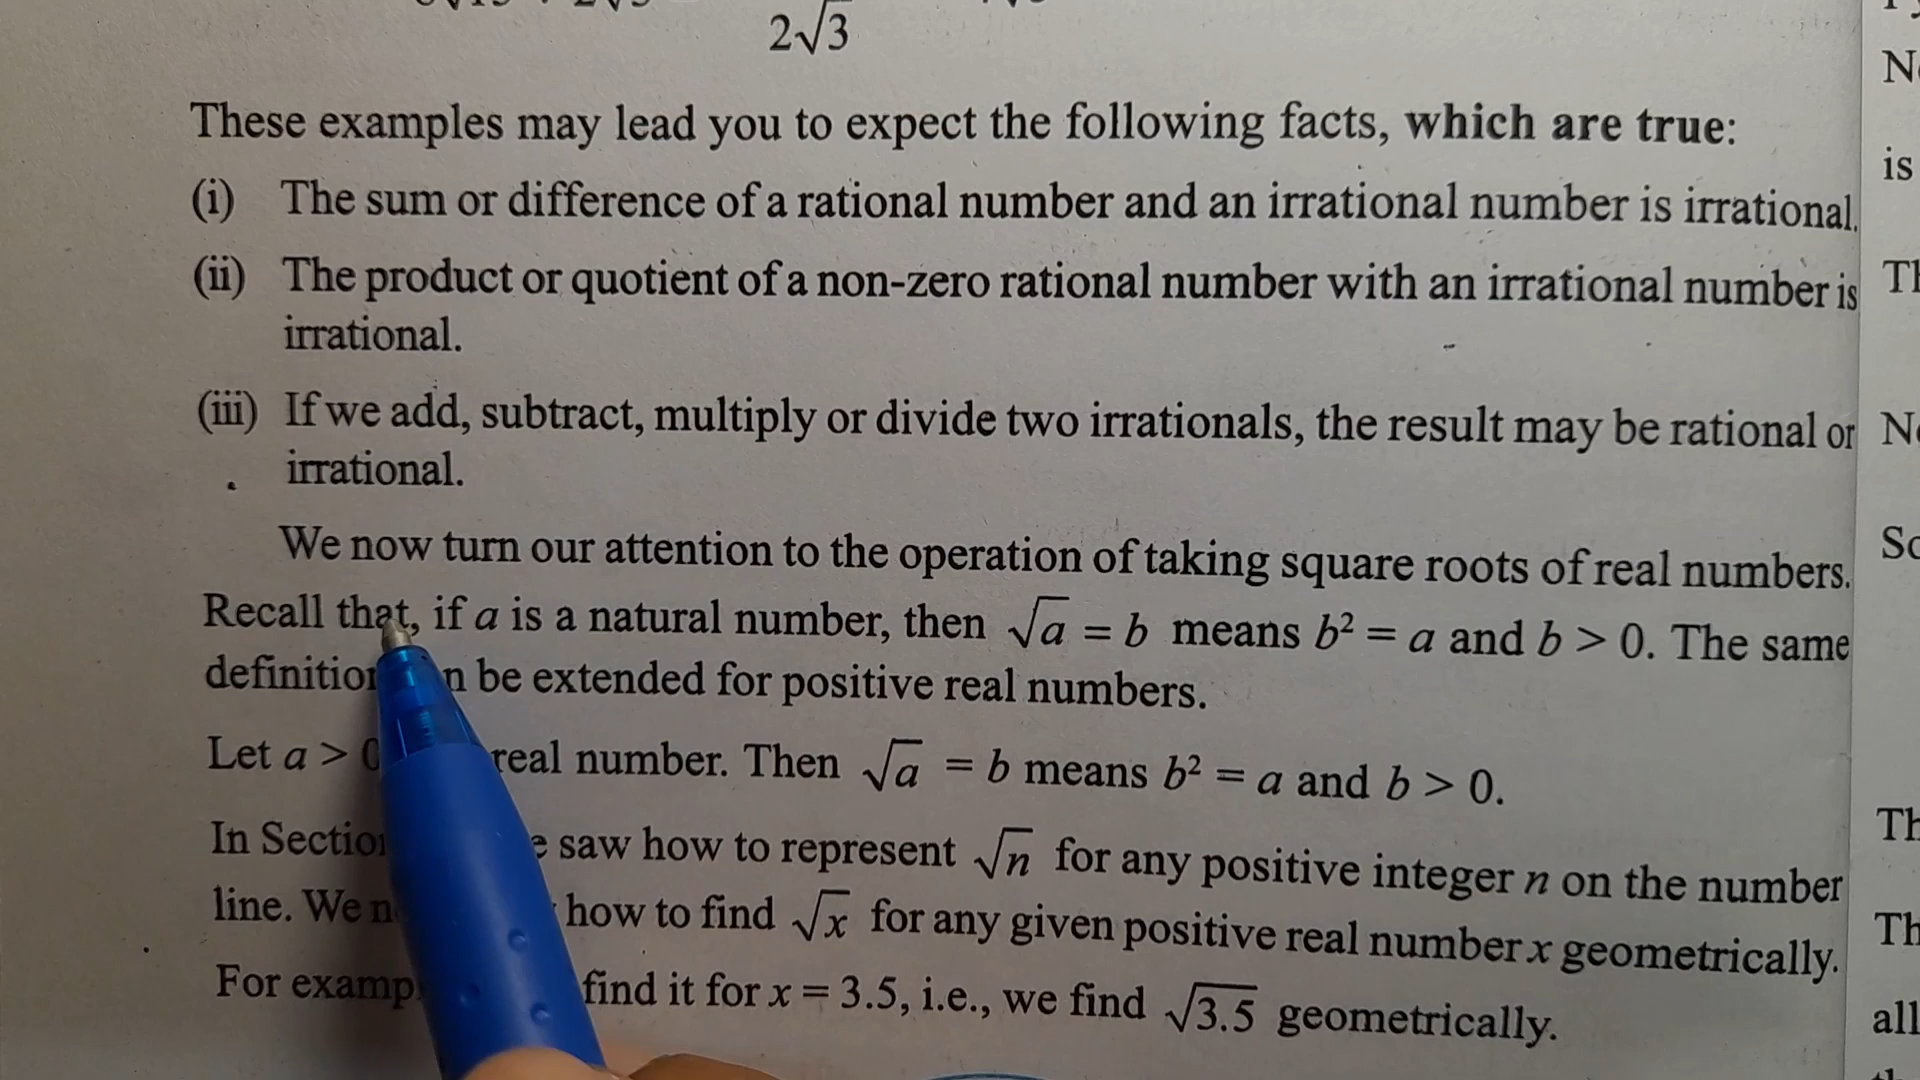 2√3
These examples may lead you to expect the following facts, which are true:
(i) The sum or difference of a rational number and an irrational number is irrational.
(ii) The product or quotient of a non-zero rational number with an irrational number is
irrational.
(iii) If we add, subtract, multiply or divide two irrationals, the result may be rational or
irrational.
We now turn our attention to the operation of taking square roots of real numbers.
Recall that, if a is a natural number, then √a = b means b² = a and b > 0. The same
be extended for positive real numbers.
Let a > real number. Then √a = b means b² = a and b > 0.
In saw how to represent √n for any positive integer n on the number
line. We how to find √x for any given positive real number x geometrically.
For find it for x = 3.5, i.e., we find √3.5 geometrically.
is
all